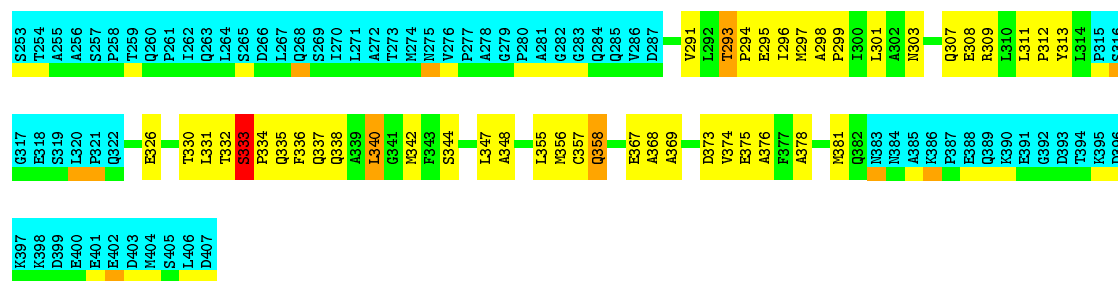 S253 T254 A255 A256 S257 P258 T259 Q260 P261 I262 Q263 L264 S265 D266 L267 Q268 S269 I270 L271 A272 T273 M274 N275 V276 P277 A278 G279 P280 A281 G282 G283 Q284 Q285 V286 D287 V291 L292 T293 P294 E295 I296 M297 A298 P299 I300 L301 A302 N303 Q307 E308 R309 L310 L311 P312 Y313 L314 P315 S316
G317 E318 S319 L320 P321 Q322 E326 T330 L331 T332 S333 P334 Q335 F336 Q337 Q338 A339 L340 G341 M342 F343 S344 L347 A348 L355 M356 C357 Q358 E367 A368 A369 D373 V374 E375 A376 F377 A378 M381 Q382 N383 N384 A385 K386 P387 E388 Q389 K390 E391 G392 D393 T394 K395 D396
K397 K398 D399 E400 E401 E402 D403 M404 S405 L406 D407